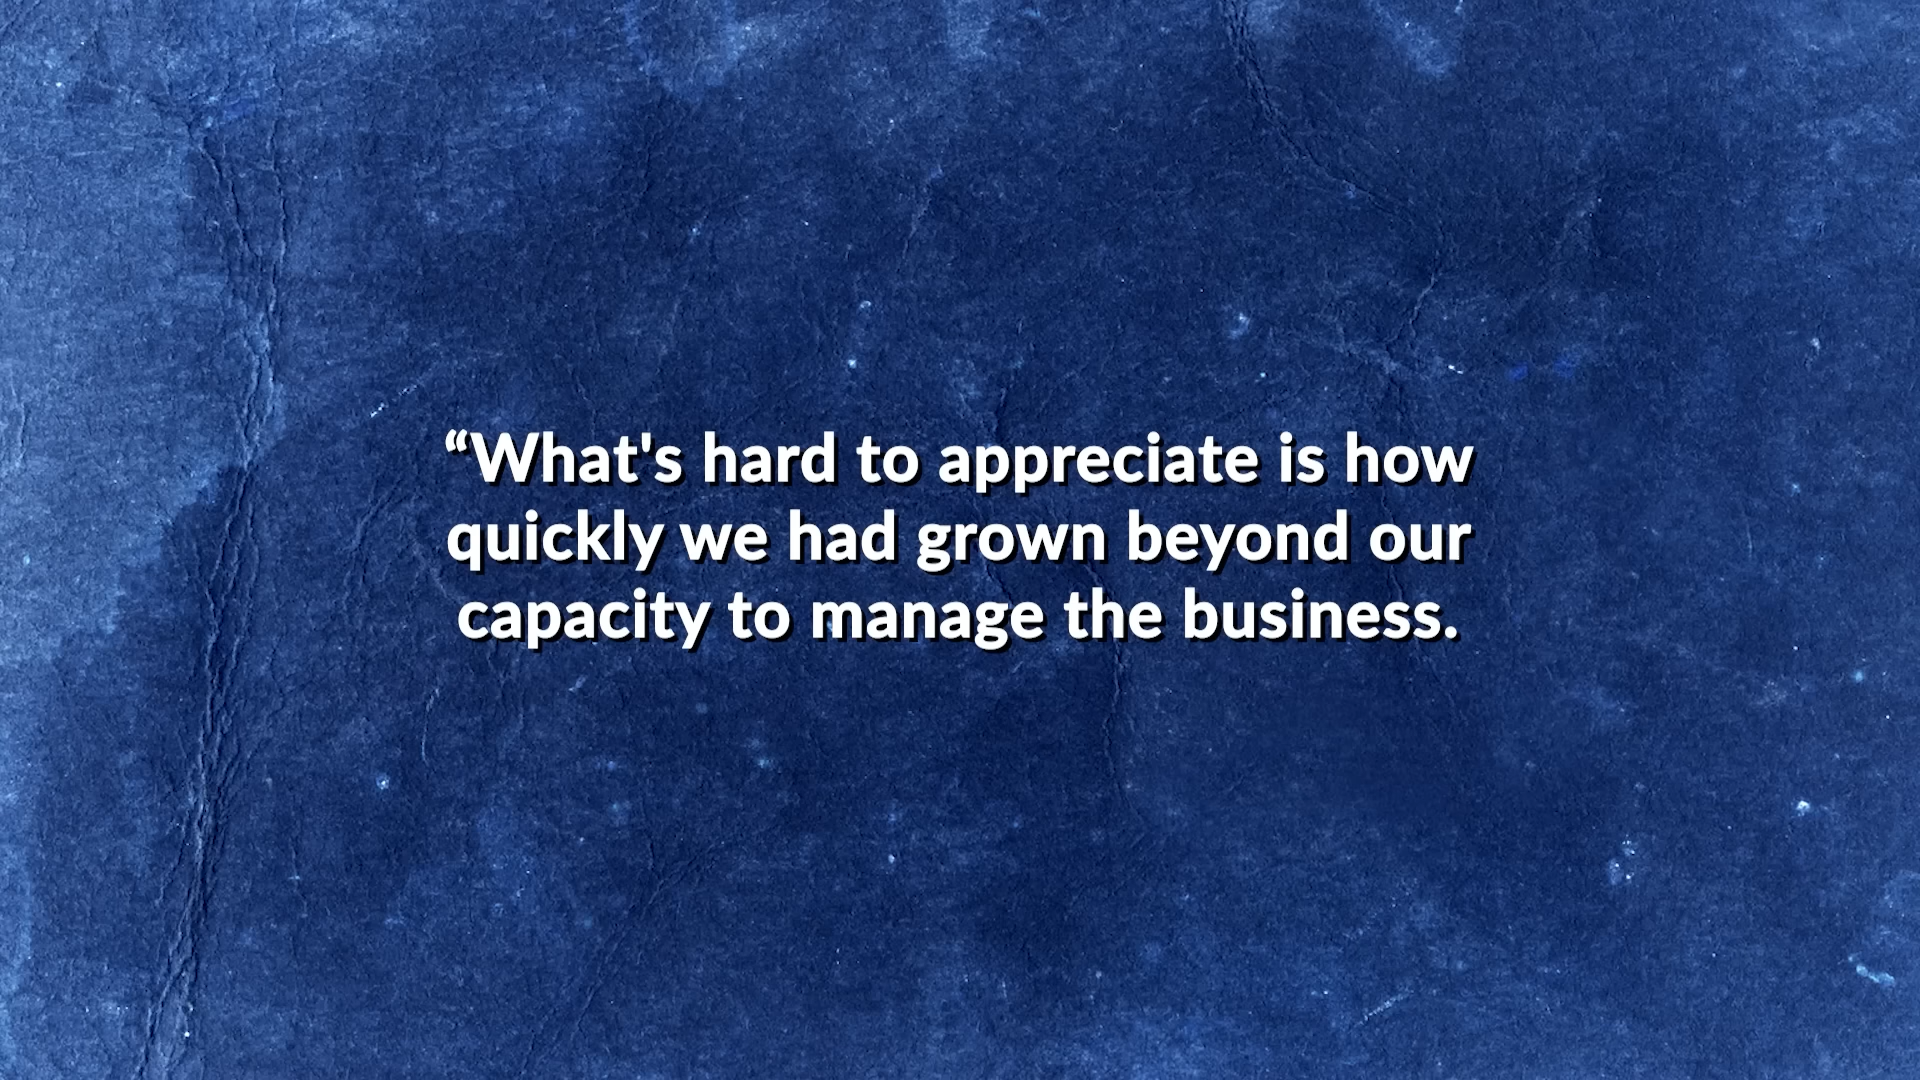 “What's hard to appreciate is how
quickly we had grown beyond our
capacity to manage the business.